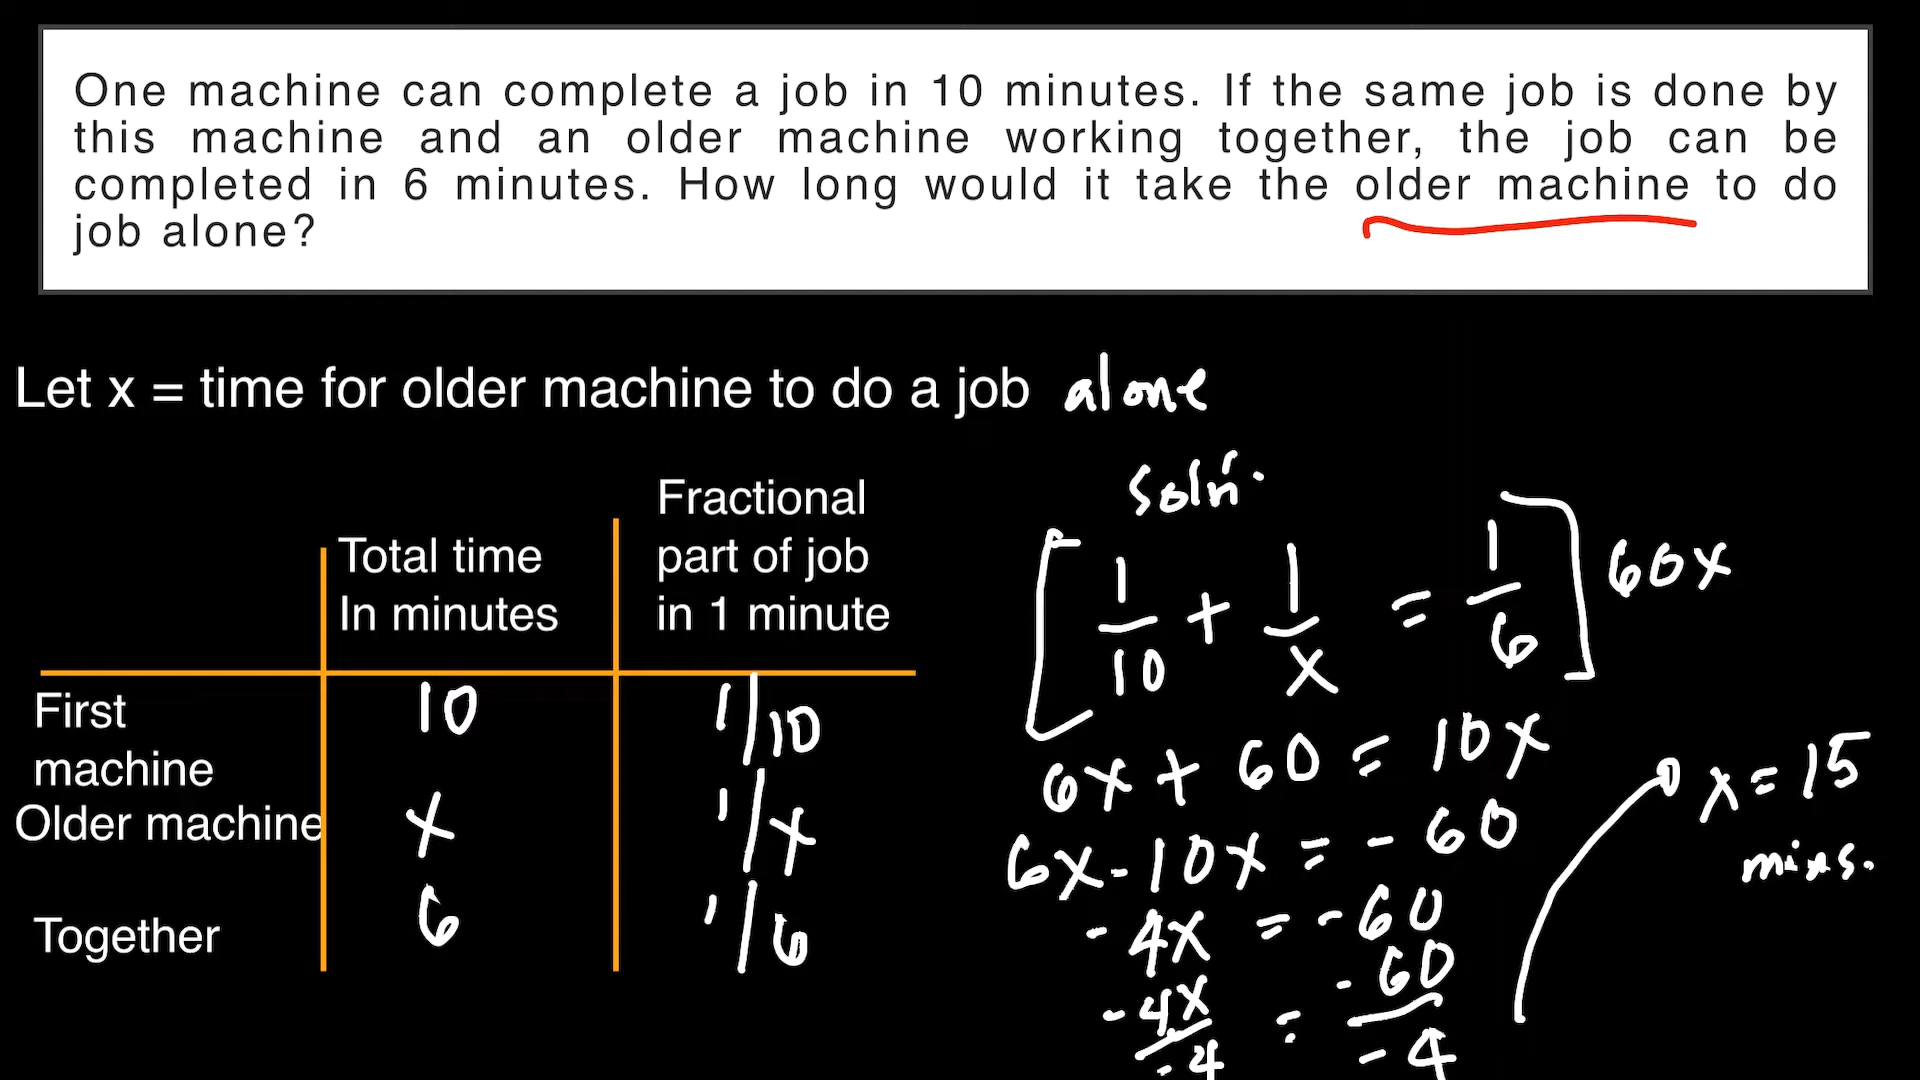 One machine can complete a job in 10 minutes. If the same job is done by
this machine and an older machine working together, the job can be
completed in 6 minutes. How long would it take the older machine to do
job alone?
Let x = time for older machine to do a job alone
Total time
In minutes
Fractional
part of job
in 1 minute
First
machine
10
1/10
Older machine
x
1/x
Together
6
1/6
Soln.
[1/10 + 1/x = 1/6] 60x
6x + 60 = 10x
6x - 10x = - 60
- 4x = - 60
- 4x / - 4 = - 60 / - 4
x = 15
mins.